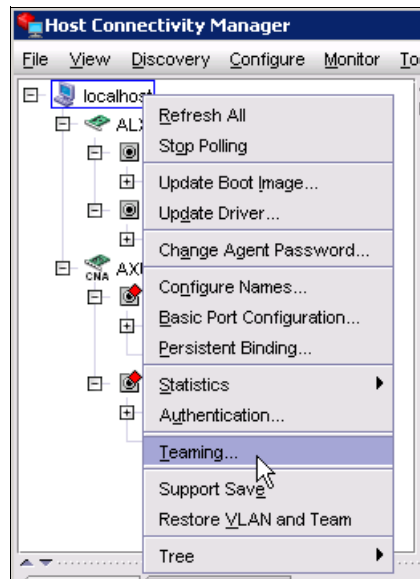 Host Connectivity Manager
File View Discovery Configure Monitor To
localhost
ALX
CNA AXI
Refresh All
Stop Polling
Update Boot Image...
Update Driver...
Change Agent Password...
Configure Names...
Basic Port Configuration...
Persistent Binding...
Statistics
Authentication...
Teaming...
Support Save
Restore VLAN and Team
Tree